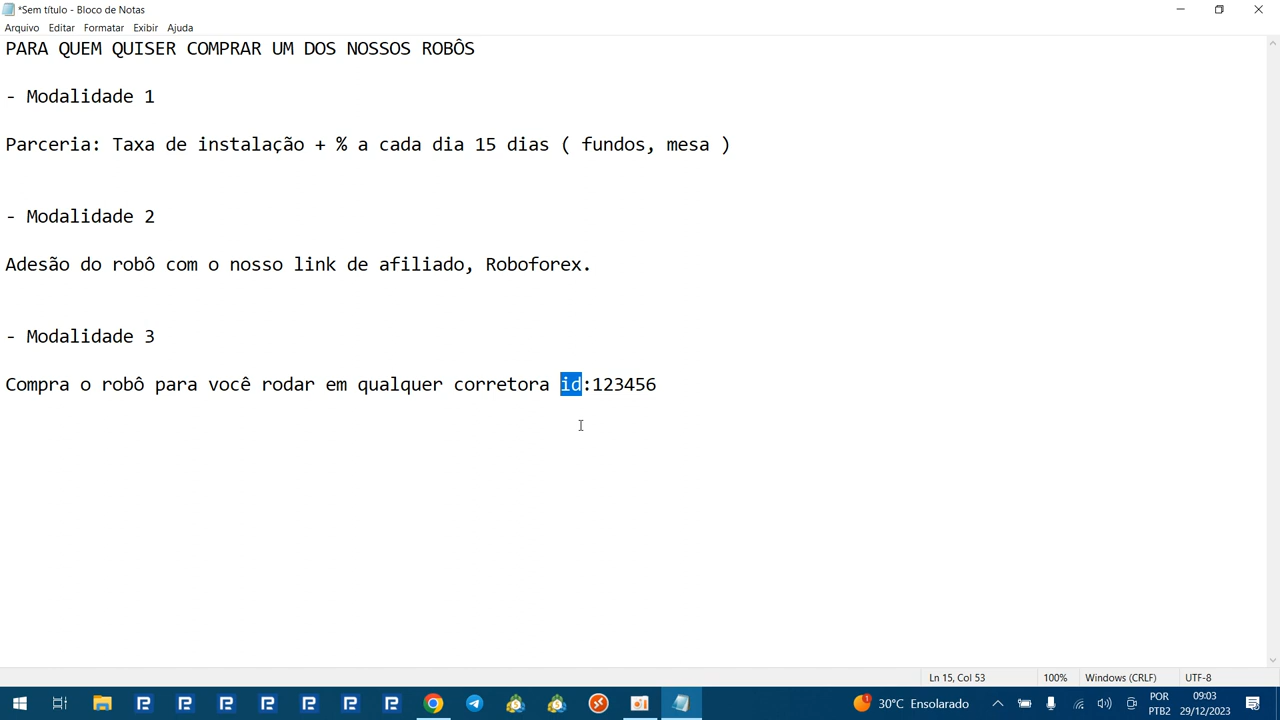 *Sem título - Bloco de Notas
Arquivo Editar Formatar Exibir Ajuda
PARA QUEM QUISER COMPRAR UM DOS NOSSOS ROBÔS
- Modalidade 1
Parceria: Taxa de instalação + % a cada dia 15 dias ( fundos, mesa )
- Modalidade 2
Adesão do robô com o nosso link de afiliado, Roboforex.
- Modalidade 3
Compra o robô para você rodar em qualquer corretora id:123456
Ln 15, Col 53 100% Windows (CRLF) UTF-8
30°C Ensolarado POR 09:03
PTB2 29/12/2023